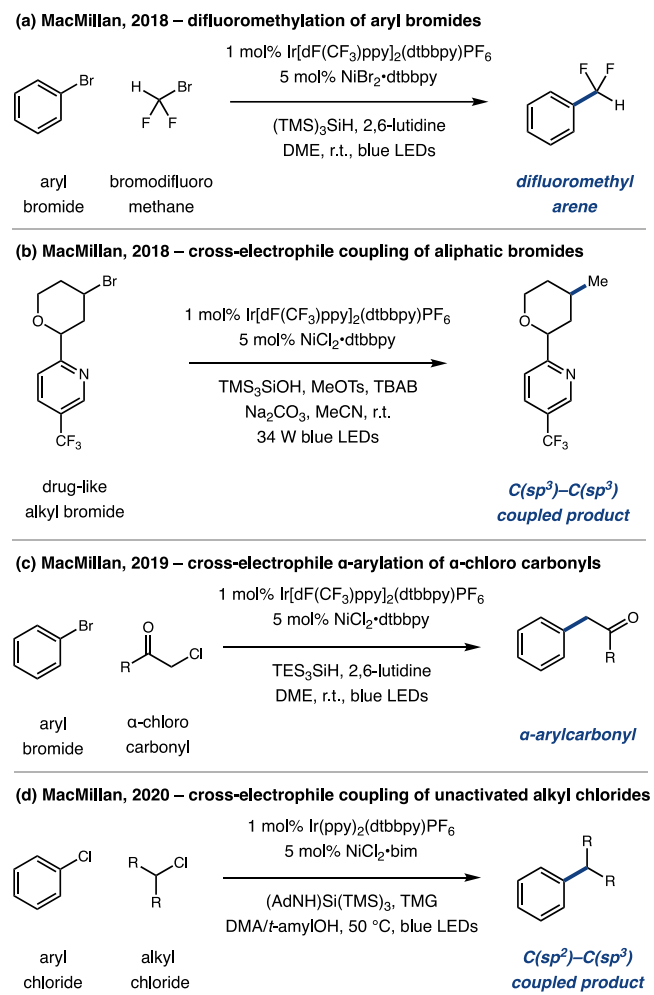 (a) MacMillan, 2018 – difluoromethylation of aryl bromides
1 mol% Ir[dF(CF3)ppy]2(dtbbpy)PF6
5 mol% NiBr2•dtbbpy
(TMS)3SiH, 2,6-lutidine
DME, r.t., blue LEDs
Br
H Br
F F
F F
H
aryl
bromide
bromodifluoro
methane
difluoromethyl
arene
(b) MacMillan, 2018 – cross-electrophile coupling of aliphatic bromides
Br
O
N
CF3
1 mol% Ir[dF(CF3)ppy]2(dtbbpy)PF6
5 mol% NiCl2•dtbbpy
TMS3SiOH, MeOTs, TBAB
Na2CO3, MeCN, r.t.
34 W blue LEDs
Me
O
N
CF3
drug-like
alkyl bromide
C(sp3)–C(sp3)
coupled product
(c) MacMillan, 2019 – cross-electrophile α-arylation of α-chloro carbonyls
1 mol% Ir[dF(CF3)ppy]2(dtbbpy)PF6
5 mol% NiCl2•dtbbpy
TES3SiH, 2,6-lutidine
DME, r.t., blue LEDs
Br
O
R Cl
O
R
aryl
bromide
α-chloro
carbonyl
α-arylcarbonyl
(d) MacMillan, 2020 – cross-electrophile coupling of unactivated alkyl chlorides
1 mol% Ir(ppy)2(dtbbpy)PF6
5 mol% NiCl2•bim
(AdNH)Si(TMS)3, TMG
DMA/t-amylOH, 50 °C, blue LEDs
Cl
R Cl
R
R
R
aryl
chloride
alkyl
chloride
C(sp2)–C(sp3)
coupled product